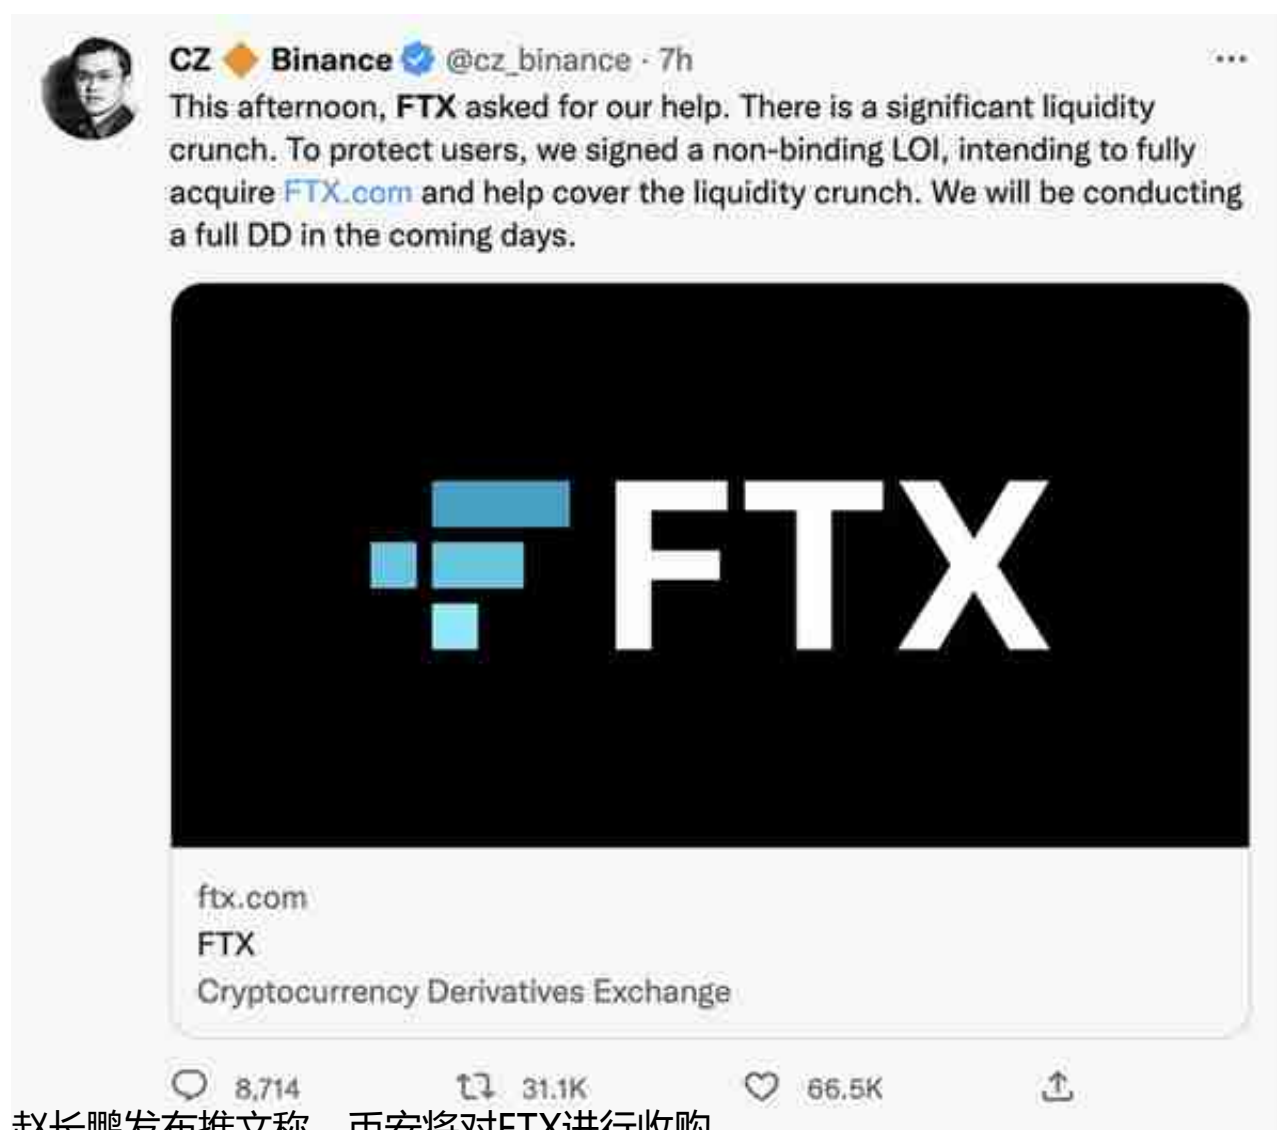 CZ 🔶 Binance @cz_binance · 7h
This afternoon, FTX asked for our help. There is a significant liquidity
crunch. To protect users, we signed a non-binding LOI, intending to fully
acquire FTX.com and help cover the liquidity crunch. We will be conducting
a full DD in the coming days.
FTX
ftx.com
FTX
Cryptocurrency Derivatives Exchange
8,714 31.1K 66.5K
赵长鹏发布推文称，币安将对FTX进行收购